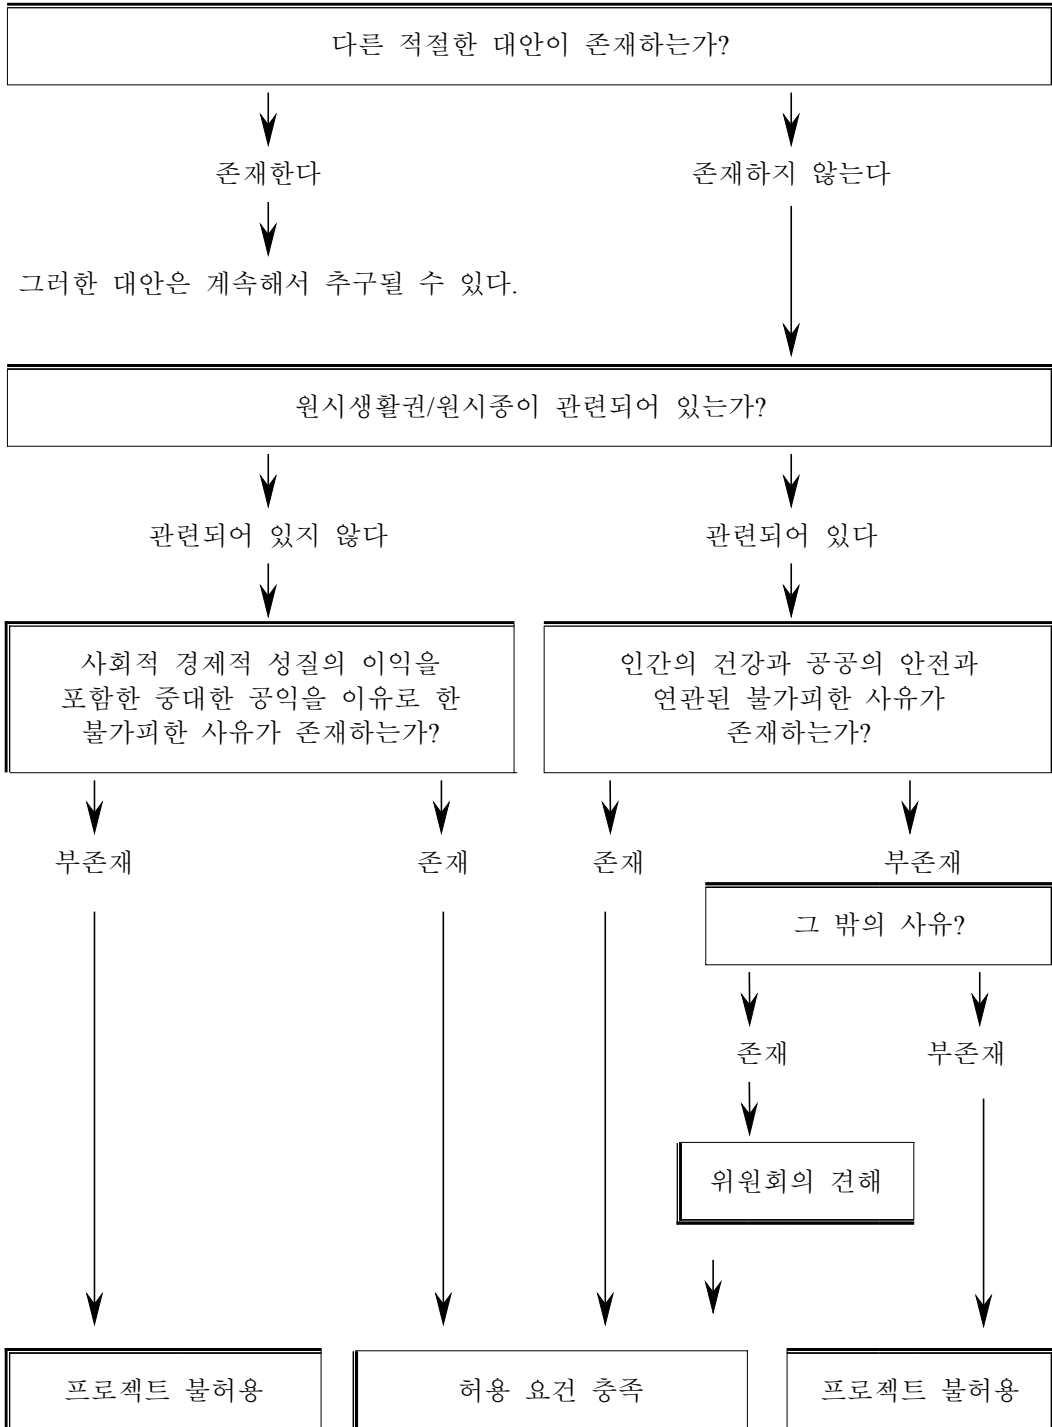 다른 적절한 대안이 존재하는가?
존재한다
존재하지 않는다
그러한 대안은 계속해서 추구될 수 있다.
원시생활권/원시종이 관련되어 있는가?
관련되어 있지 않다
관련되어 있다
사회적 경제적 성질의 이익을
포함한 중대한 공익을 이유로 한
불가피한 사유가 존재하는가?
인간의 건강과 공공의 안전과
연관된 불가피한 사유가
존재하는가?
부존재
존재
존재
부존재
그 밖의 사유?
존재
부존재
위원회의 견해
프로젝트 불허용
허용 요건 충족
프로젝트 불허용